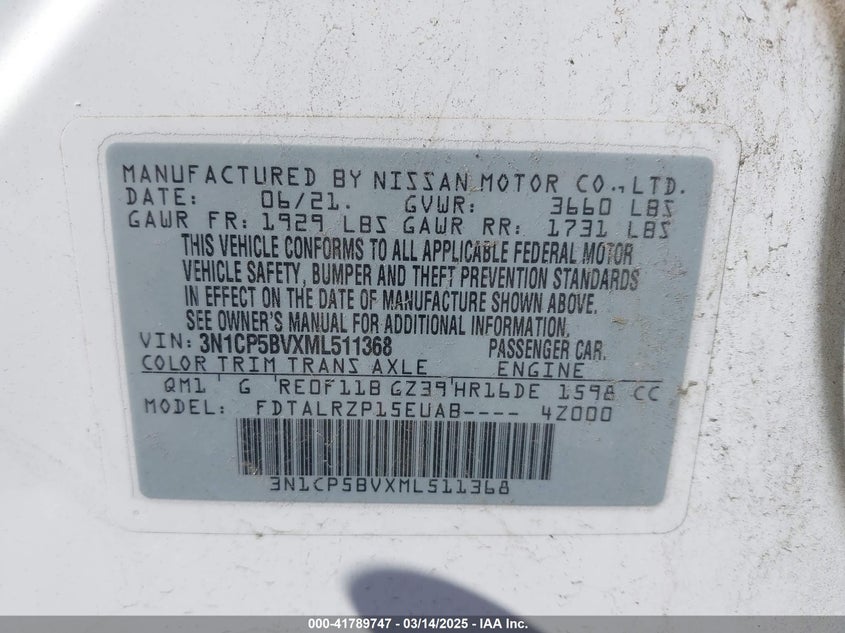 MANUFACTURED BY NISSAN MOTOR CO.,LTD.
DATE: 06/21. GVWR: 3660 LBS
GAWR FR: 1929 LBS GAWR RR: 1731 LBS
THIS VEHICLE CONFORMS TO ALL APPLICABLE FEDERAL MOTOR
VEHICLE SAFETY, BUMPER AND THEFT PREVENTION STANDARDS
IN EFFECT ON THE DATE OF MANUFACTURE SHOWN ABOVE.
SEE OWNER'S MANUAL FOR ADDITIONAL INFORMATION.
VIN: 3N1CP5BVXML511368 PASSENGER CAR.
COLOR TRIM TRANS AXLE ENGINE
QM1 G RE0F11B GZ39 HR16DE 1598 CC
MODEL: FDTALRZP15EUAB---- 4Z000
3N1CP5BVXML511368
000-41789747 — 03/14/2025 - IAA Inc.